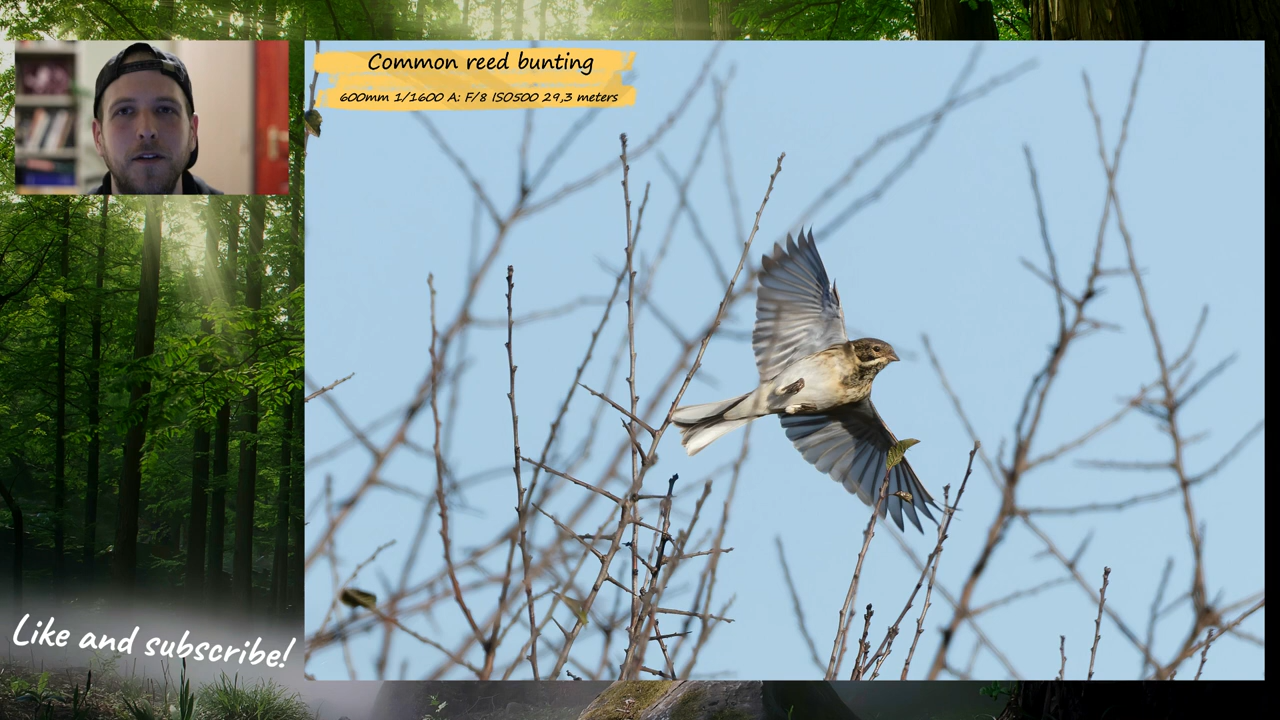 Common reed bunting
600mm 1/1600 A: F/8 ISO500 29,3 meters
Like and subscribe!